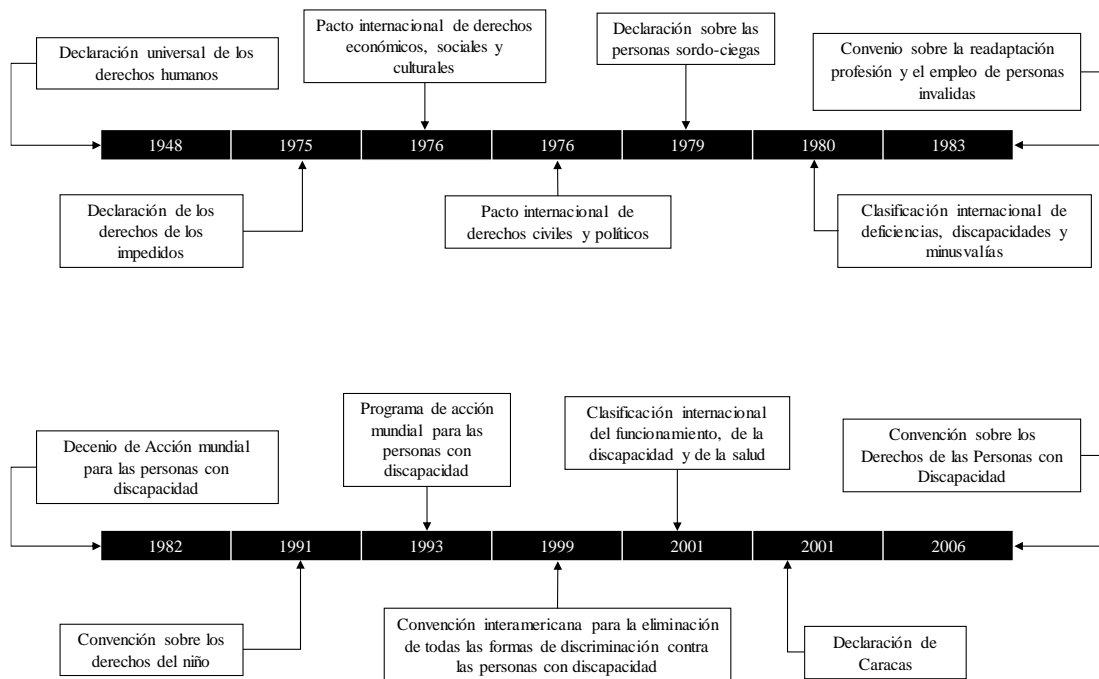 Declaración universal de los
derechos humanos
Pacto internacional de derechos
económicos, sociales y
culturales
Declaración sobre las
personas sordo-ciegas
Convenio sobre la readaptación
profesión y el empleo de personas
invalidas
1948 1975 1976 1976 1979 1980 1983
Declaración de los
derechos de los
impedidos
Pacto internacional de
derechos civiles y políticos
Clasificación internacional de
deficiencias, discapacidades y
minusvalías
Decenio de Acción mundial
para las personas con
discapacidad
Programa de acción
mundial para las
personas con
discapacidad
Clasificación internacional
del funcionamiento, de la
discapacidad y de la salud
Convención sobre los
Derechos de las Personas con
Discapacidad
1982 1991 1993 1999 2001 2001 2006
Convención sobre los
derechos del niño
Convención interamericana para la eliminación
de todas las formas de discriminación contra
las personas con discapacidad
Declaración de
Caracas